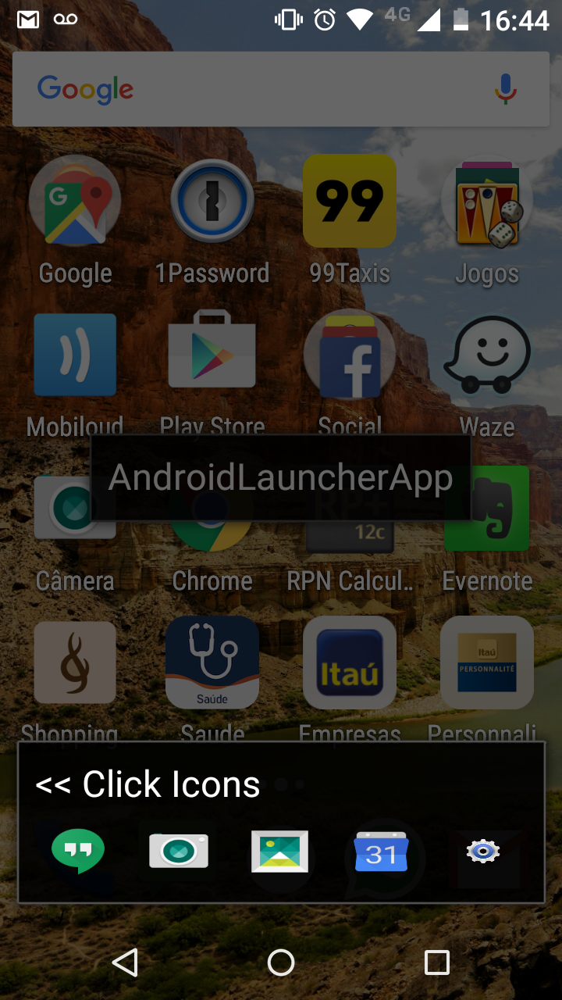 4G 16:44
Google
G
99
Google 1Password 99Taxis Jogos
f
Mobiloud Play Store Social Waze
AndroidLauncherApp
RP+
12c
Câmera Chrome RPN Calcul.. Evernote
Itaú
PERSONNALITÉ
Itaú
Saúde
Shopping Saude Empresas Personnali
<< Click Icons
31